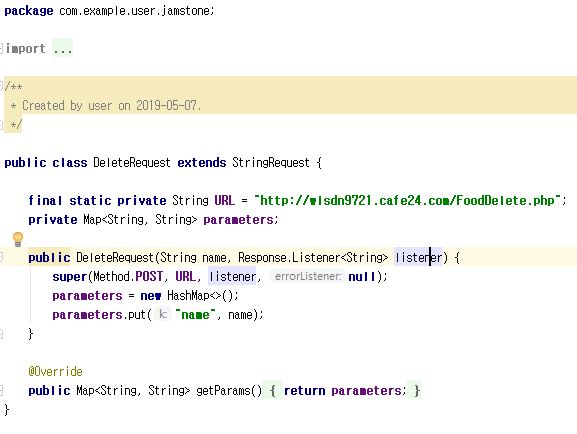 package com.example.user.jamstone;
import ...
/**
* Created by user on 2019-05-07.
*/
public class DeleteRequest extends StringRequest {
final static private String URL = "http://wlsdn9721.cafe24.com/FoodDelete.php";
private Map<String, String> parameters;
public DeleteRequest(String name, Response.Listener<String> listener) {
super(Method.POST, URL, listener, errorListener: null);
parameters = new HashMap<>();
parameters.put( k: "name", name);
}
@Override
public Map<String, String> getParams() { return parameters; }
}